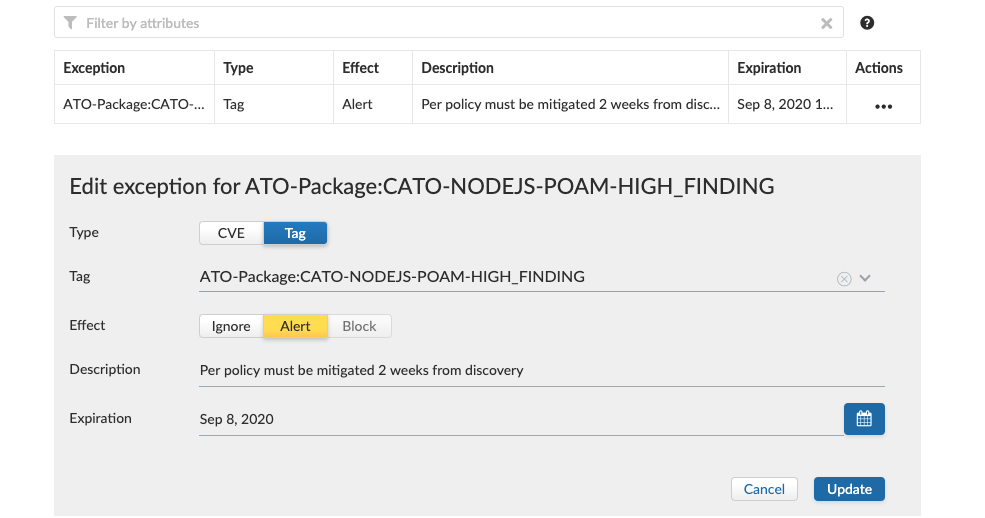 Filter by attributes
Exception Type Effect Description Expiration Actions
ATO-Package:CATO-... Tag Alert Per policy must be mitigated 2 weeks from disc... Sep 8, 2020 1...
Edit exception for ATO-Package:CATO-NODEJS-POAM-HIGH_FINDING
Type CVE Tag
Tag ATO-Package:CATO-NODEJS-POAM-HIGH_FINDING
Effect Ignore Alert Block
Description Per policy must be mitigated 2 weeks from discovery
Expiration Sep 8, 2020
Cancel Update